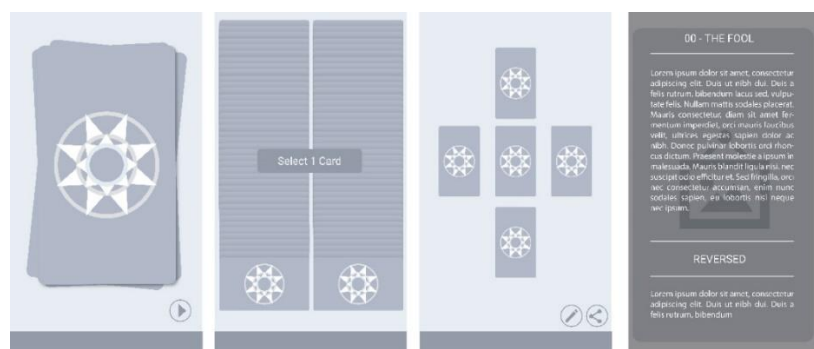 Select 1 Card
00 - THE FOOL
Lorem ipsum dolor sit amet, consectetur
adipiscing elit. Duis ut nibh dui. Duis a
felis rutrum, bibendum lacus sed, vulpu-
tate felis. Nullam mattis sodales placerat.
Mauris consectetur, diam sit amet fer-
mentum imperdiet, orci mauris faucibus
velit, ultrices egestas sapien dolor ac
nibh. Donec pulvinar lobortis orci rhon-
cus dictum. Praesent molestie a ipsum in
malesuada. Mauris blandit ligula nisi, nec
suscipit odio efficitur et. Sed fringilla, orci
nec consectetur accumsan, enim nunc
sodales sapien, eu lobortis nisl neque
nec ipsum.
REVERSED
Lorem ipsum dolor sit amet, consectetur
adipiscing elit. Duis ut nibh dui. Duis a
felis rutrum, bibendum